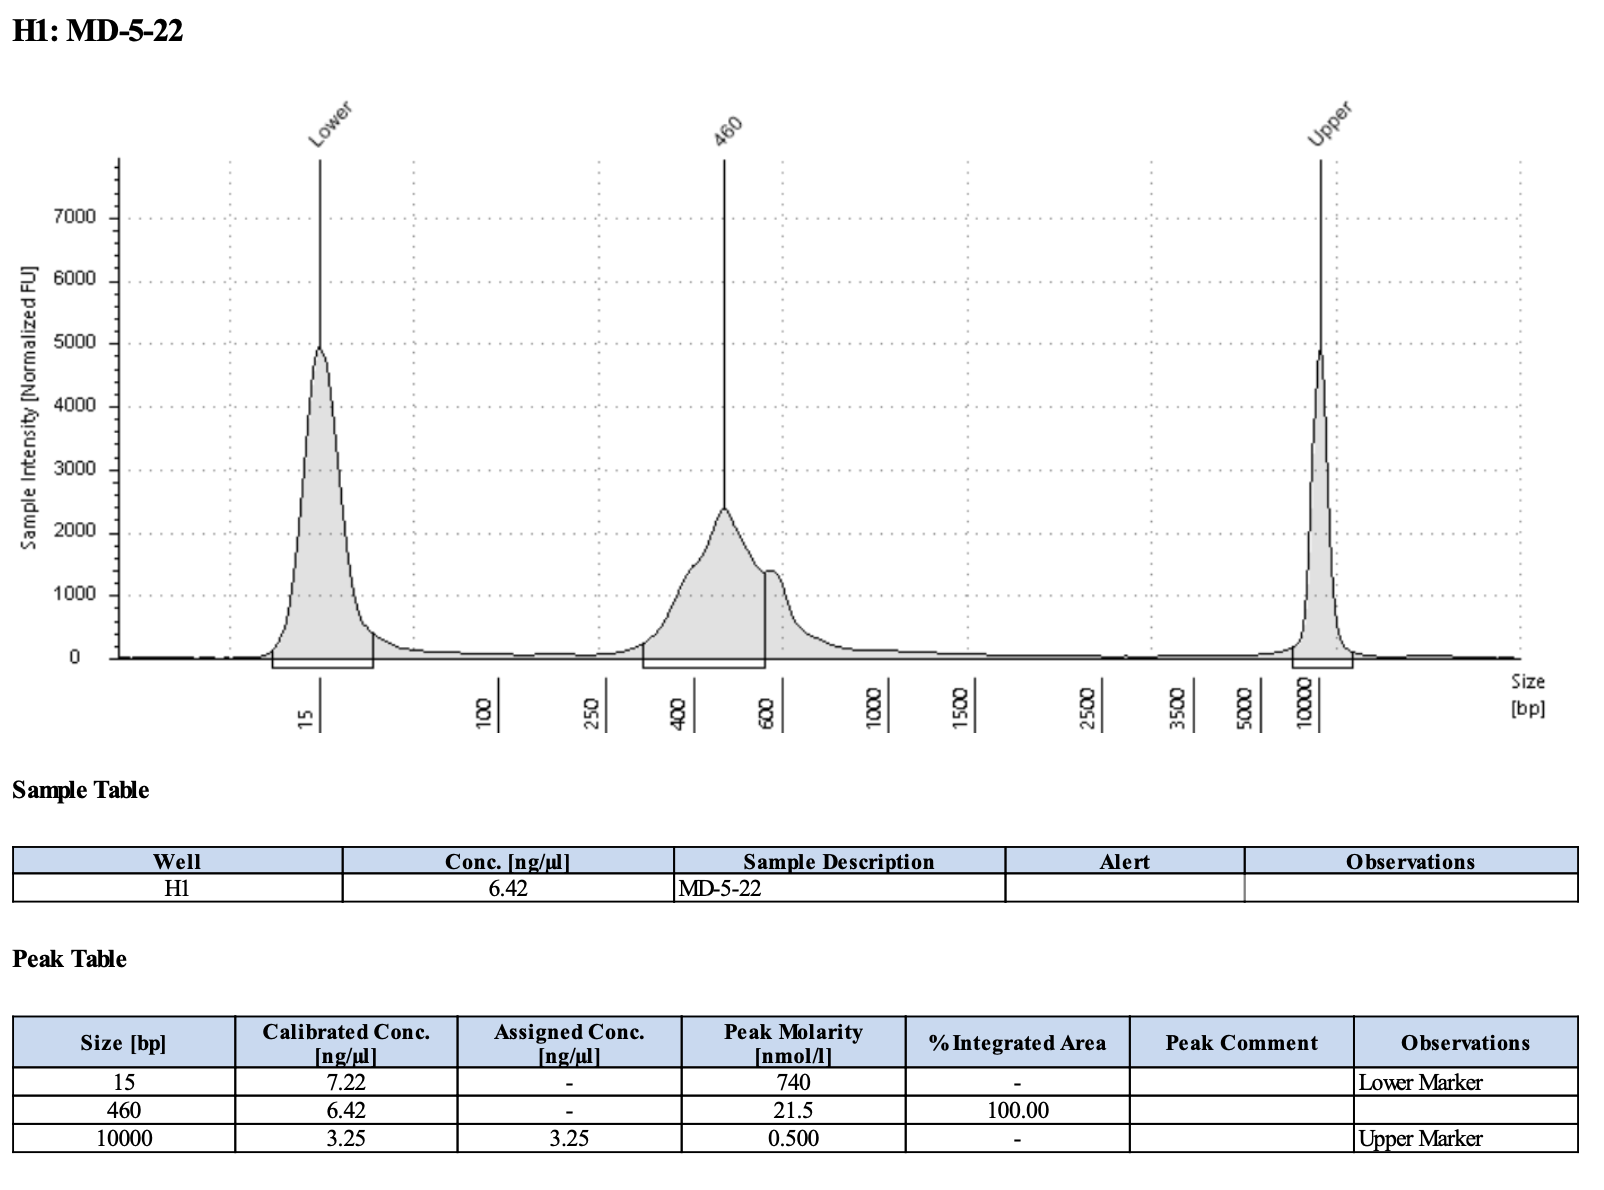 H1: MD-5-22
Lower
460
Upper
Sample Intensity [Normalized FU]
7000
6000
5000
4000
3000
2000
1000
0
15
100
250
400
600
1000
1500
2500
3500
5000
10000
Size
[bp]
Sample Table
Well Conc. [ng/µl] Sample Description Alert Observations
H1 6.42 MD-5-22
Peak Table
Size [bp] Calibrated Conc. [ng/µl] Assigned Conc. [ng/µl] Peak Molarity [nmol/l] % Integrated Area Peak Comment Observations
15 7.22 - 740 - Lower Marker
460 6.42 - 21.5 100.00
10000 3.25 3.25 0.500 - Upper Marker